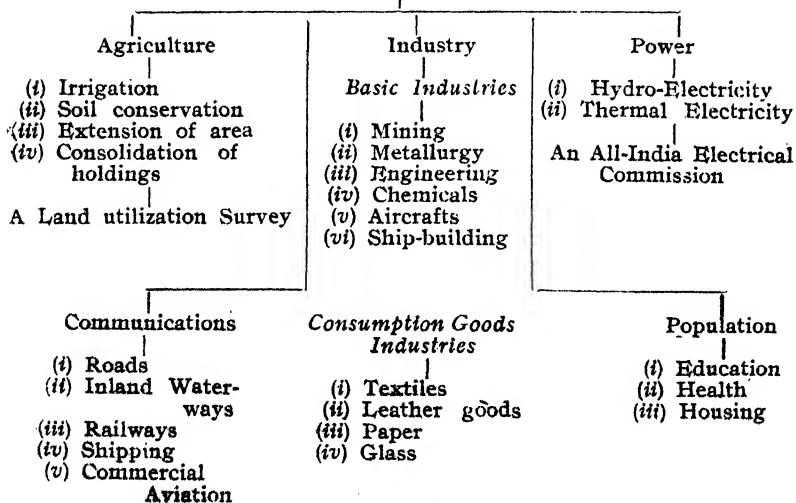 Agriculture
(i) Irrigation
(ii) Soil conservation
(iii) Extension of area
(iv) Consolidation of
holdings
A Land utilization Survey
Industry
Basic Industries
(i) Mining
(ii) Metallurgy
(iii) Engineering
(iv) Chemicals
(v) Aircrafts
(vi) Ship-building
Power
(i) Hydro-Electricity
(ii) Thermal Electricity
An All-India Electrical
Commission
Communications
(i) Roads
(ii) Inland Water-
ways
(iii) Railways
(iv) Shipping
(v) Commercial
Aviation
Consumption Goods
Industries
(i) Textiles
(ii) Leather goods
(iii) Paper
(iv) Glass
Population
(i) Education
(ii) Health
(iii) Housing